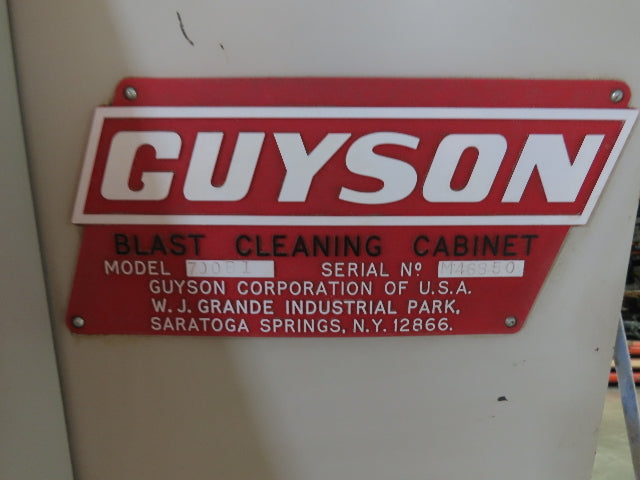 GUYSON
BLAST CLEANING CABINET
MODEL
SERIAL Nº
GUYSON CORPORATION OF U.S.A.
W. J. GRANDE INDUSTRIAL PARK,
SARATOGA SPRINGS, N.Y. 12866.